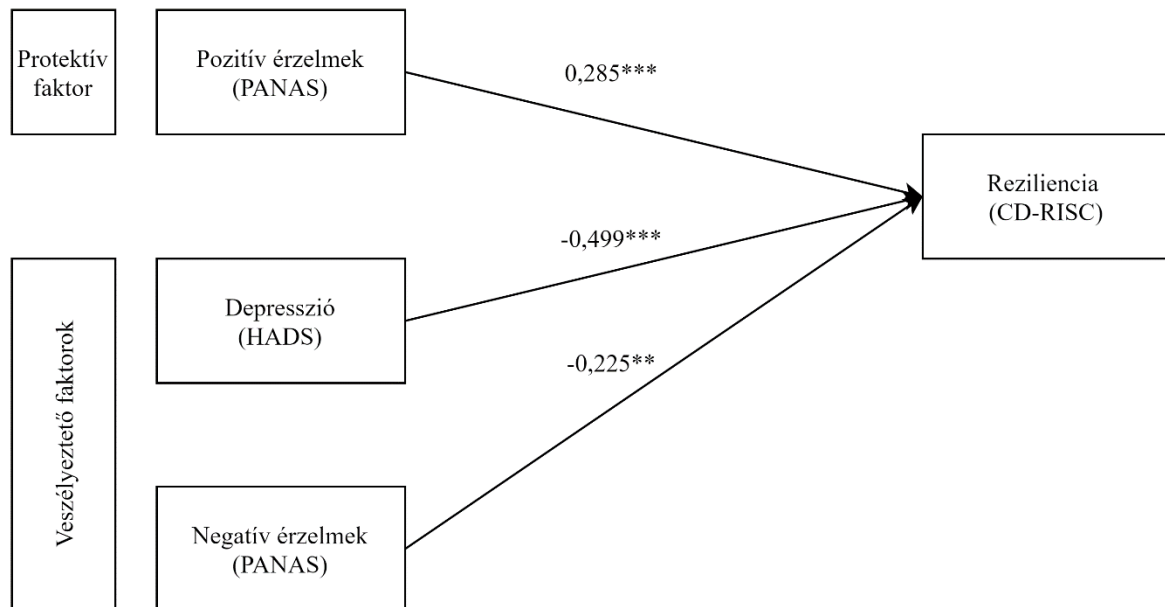 Protektív
faktor
Pozitív érzelmek
(PANAS)
0,285***
Reziliencia
(CD-RISC)
-0,499***
Veszélyeztető faktorok
Depresszió
(HADS)
-0,225**
Negatív érzelmek
(PANAS)